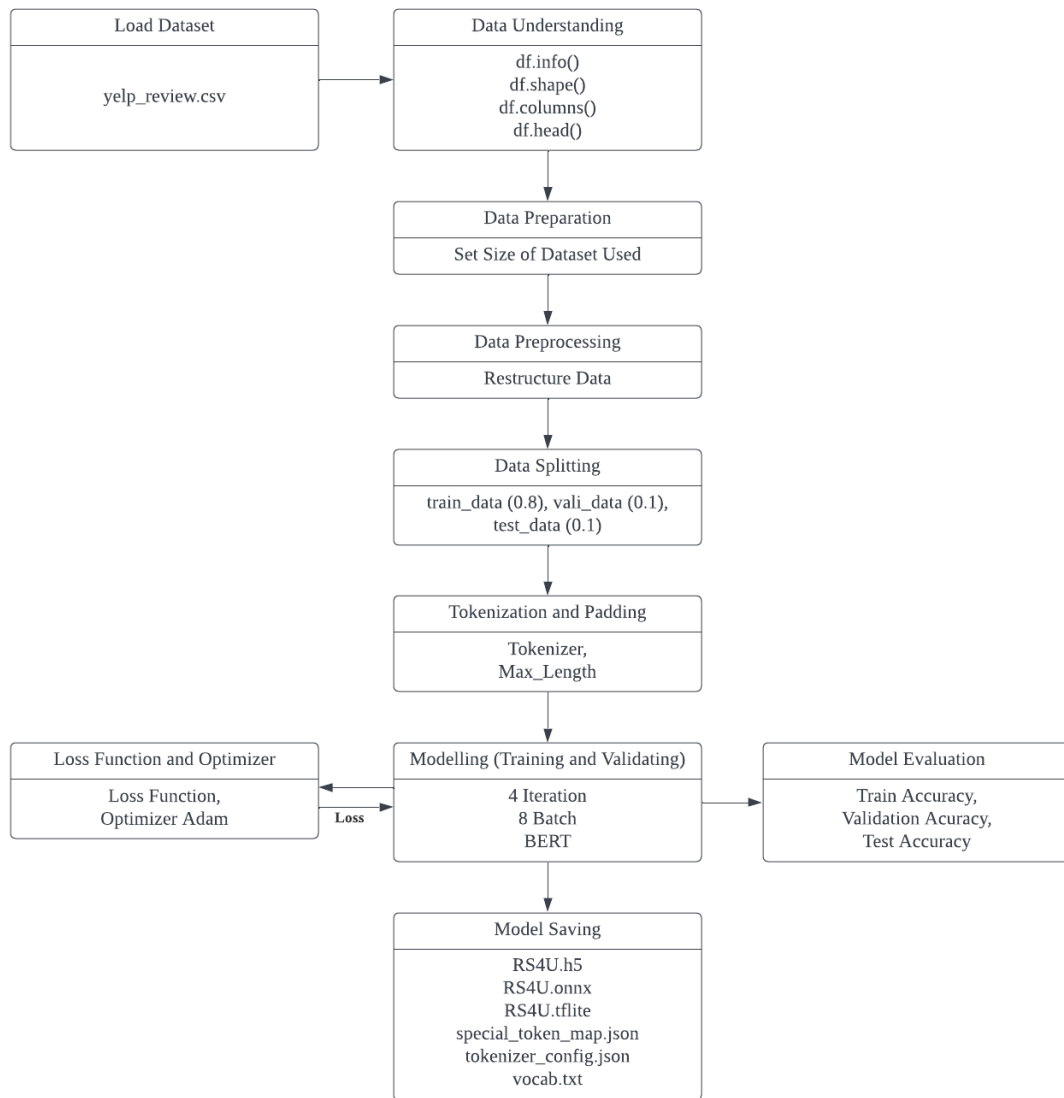 Load Dataset
yelp_review.csv
Data Understanding
df.info()
df.shape()
df.columns()
df.head()
Data Preparation
Set Size of Dataset Used
Data Preprocessing
Restructure Data
Data Splitting
train_data (0.8), vali_data (0.1),
test_data (0.1)
Tokenization and Padding
Tokenizer,
Max_Length
Loss Function and Optimizer
Loss Function,
Optimizer Adam
Loss
Modelling (Training and Validating)
4 Iteration
8 Batch
BERT
Model Evaluation
Train Accuracy,
Validation Acuracy,
Test Accuracy
Model Saving
RS4U.h5
RS4U.onnx
RS4U.tflite
special_token_map.json
tokenizer_config.json
vocab.txt